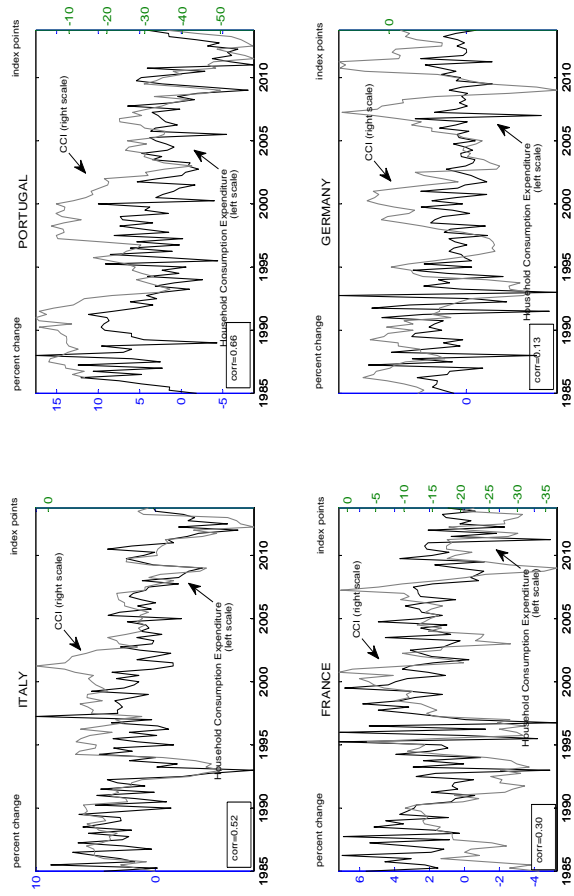 ITALY
percent change
index points
10
0
0
CCI (right scale)
Household Consumption Expenditure
(left scale)
corr=0.52
1985 1990 1995 2000 2005 2010
PORTUGAL
percent change
index points
15
10
5
0
-5
-10
-20
-30
-40
-50
CCI (right scale)
Household Consumption Expenditure
(left scale)
corr=0.66
1985 1990 1995 2000 2005 2010
FRANCE
percent change
index points
6
4
2
0
-2
-4
0
-5
-10
-15
-20
-25
-30
-35
CCI (right scale)
Household Consumption Expenditure
(left scale)
corr=0.30
1985 1990 1995 2000 2005 2010
GERMANY
percent change
index points
0
0
CCI (right scale)
Household Consumption Expenditure
(left scale)
corr=0.13
1985 1990 1995 2000 2005 2010